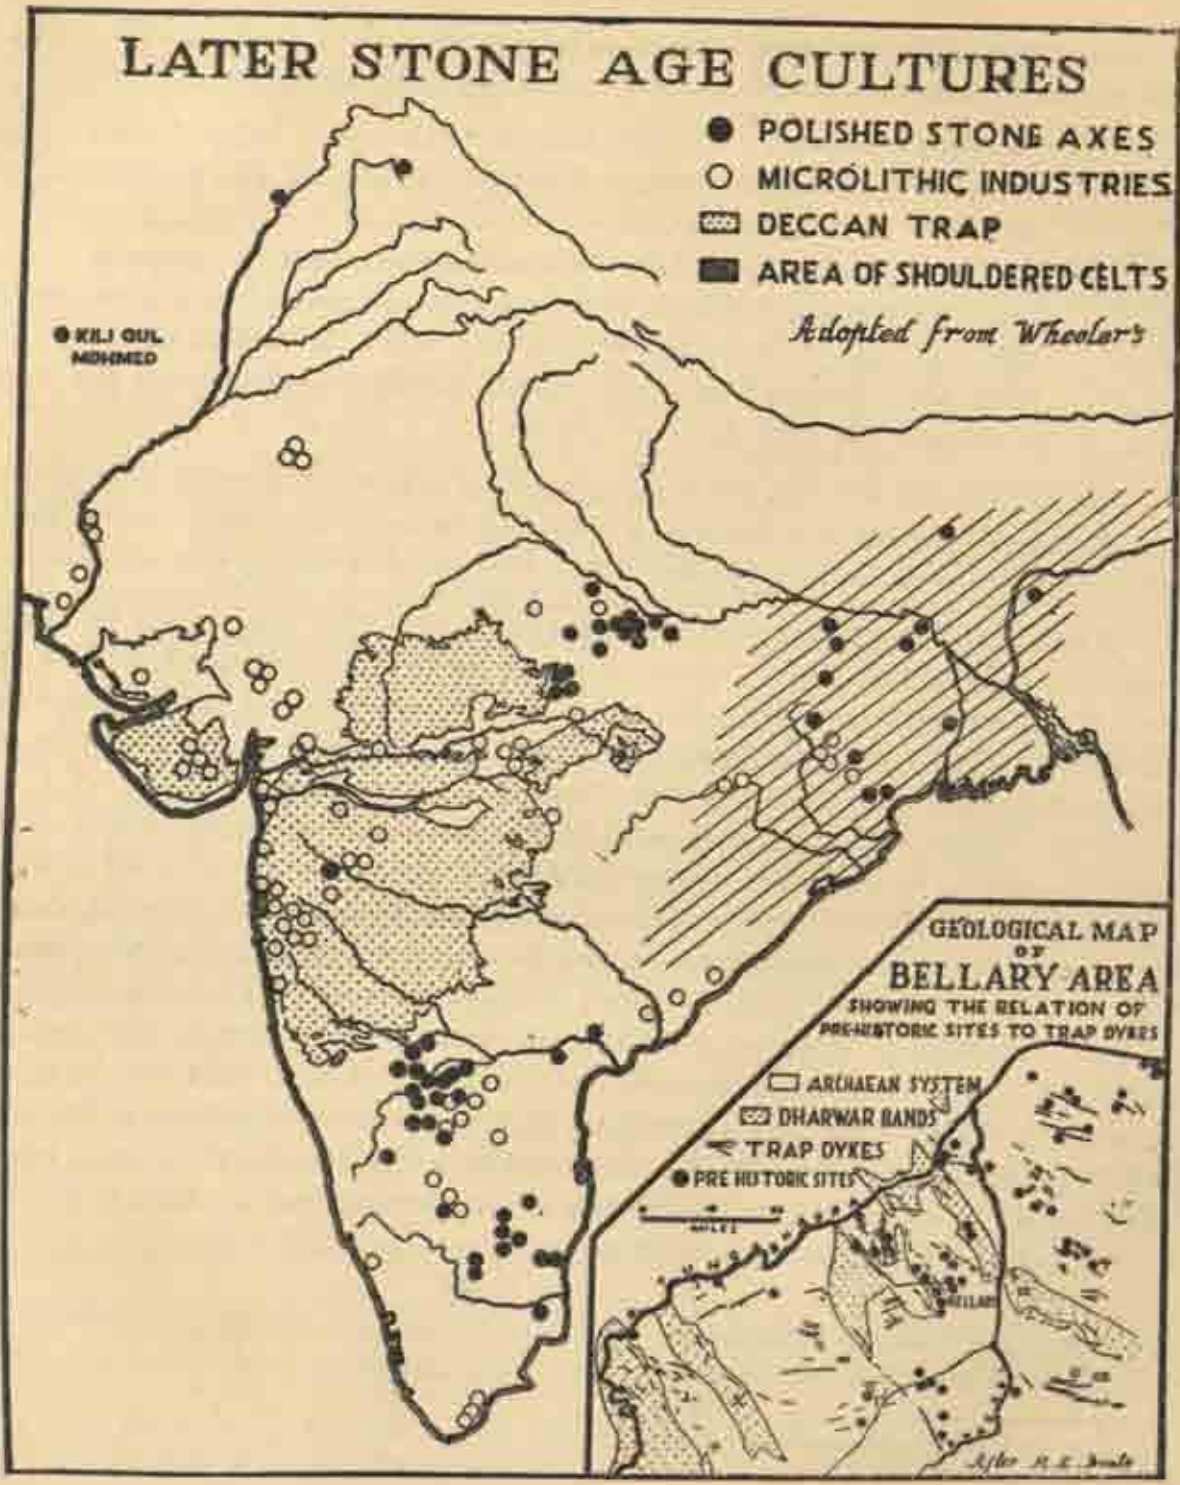 LATER STONE AGE CULTURES
POLISHED STONE AXES
MICROLITHIC INDUSTRIES
DECCAN TRAP
AREA OF SHOULDERED CELTS
Adopted from Wheeler's
KILI GUL
MOHMED
GEOLOGICAL MAP
OF
BELLARY AREA
SHOWING THE RELATION OF
PRE-HISTORIC SITES TO TRAP DYKES
ARCHAEAN SYSTEM
DHARWAR BANDS
TRAP DYKES
PRE HISTORIC SITES
MILES
BELLARY
After